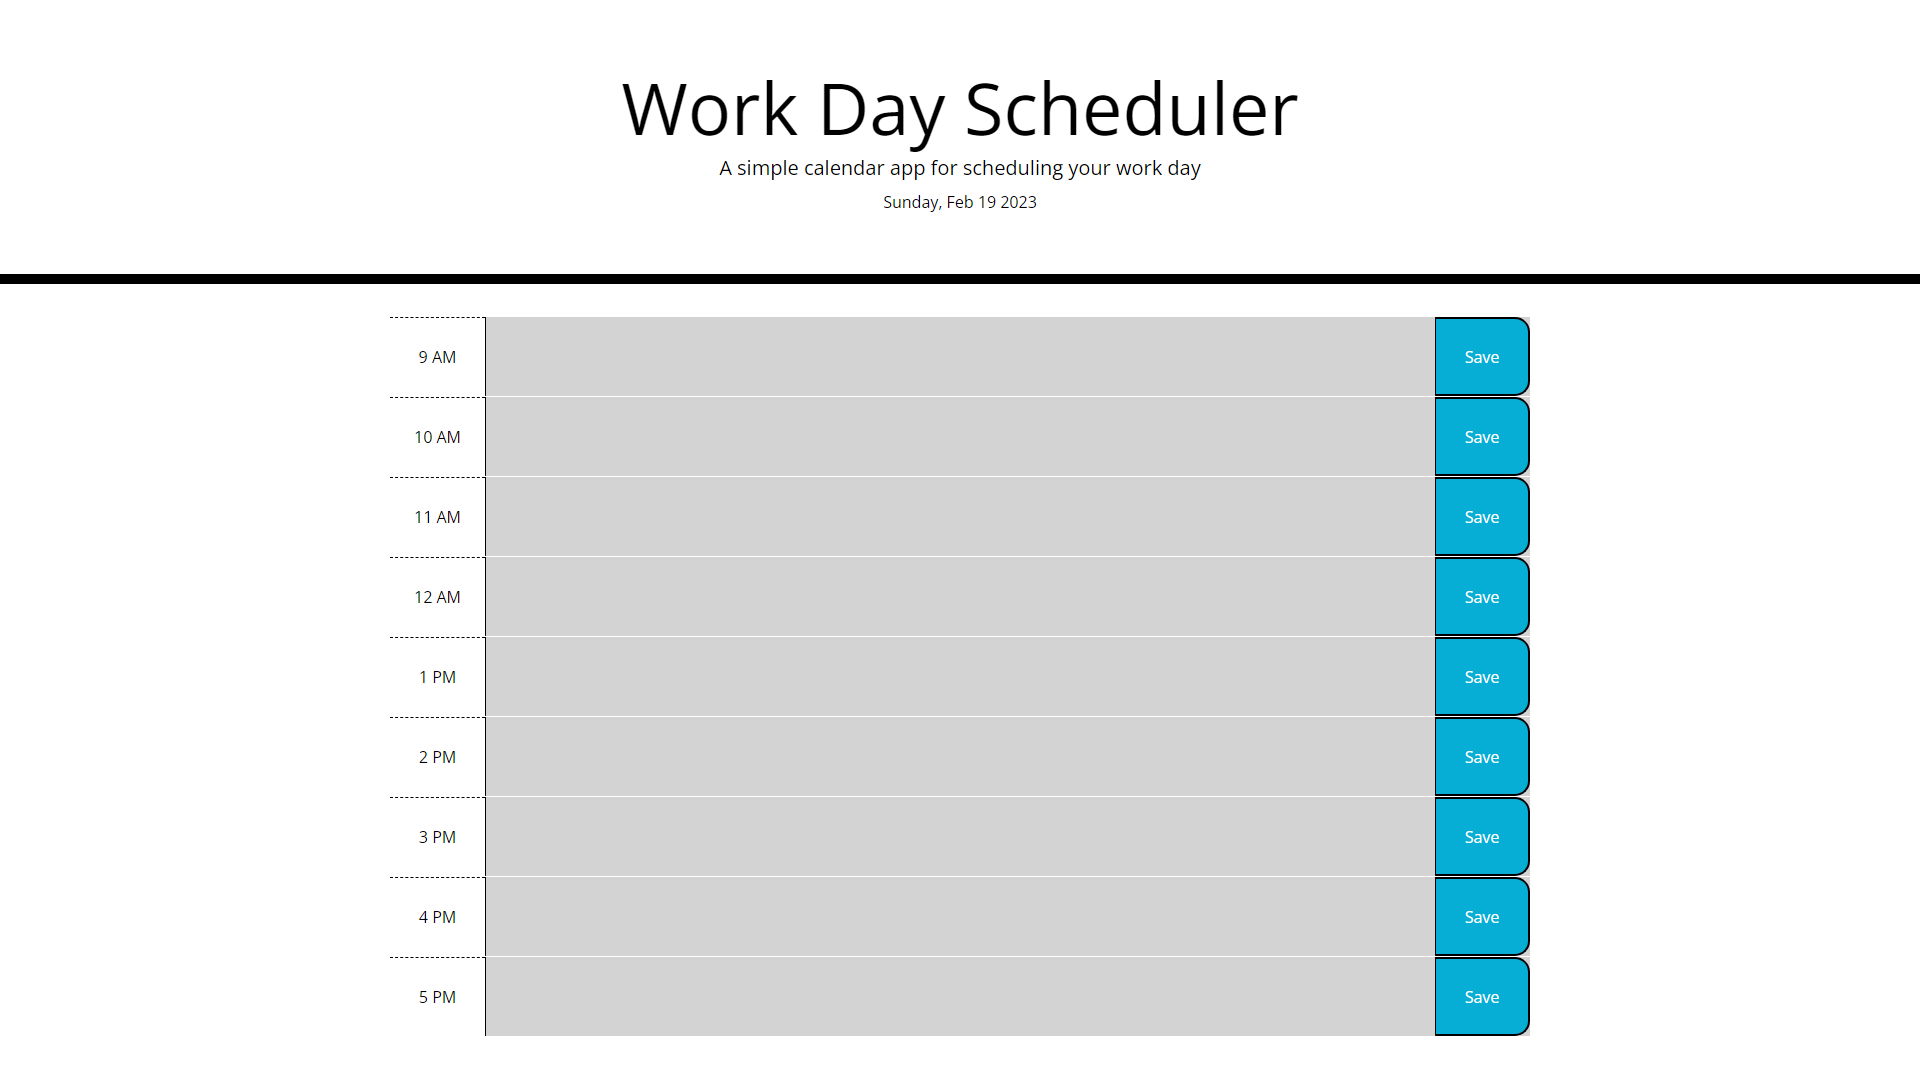 Work Day Scheduler
A simple calendar app for scheduling your work day
Sunday, Feb 19 2023
9 AM Save
10 AM Save
11 AM Save
12 AM Save
1 PM Save
2 PM Save
3 PM Save
4 PM Save
5 PM Save